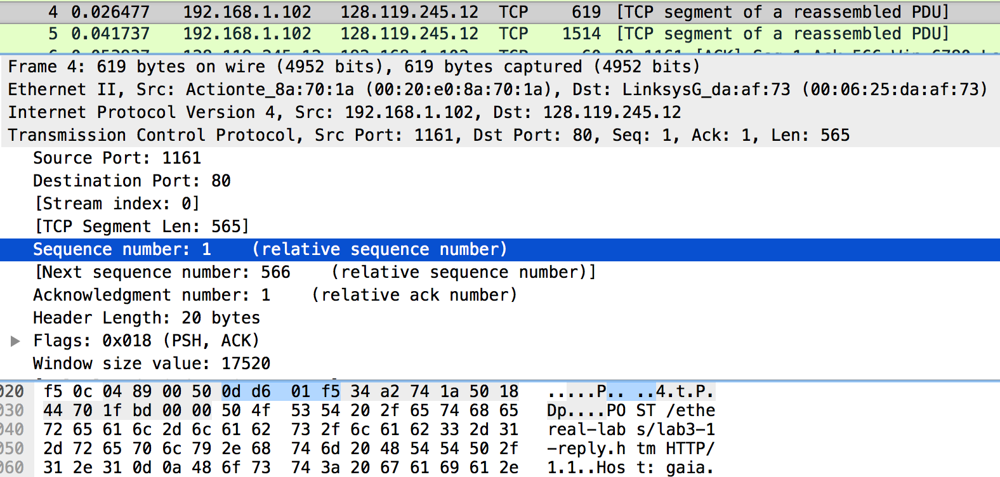 4 0.026477 192.168.1.102 128.119.245.12 TCP 619 [TCP segment of a reassembled PDU]
5 0.041737 192.168.1.102 128.119.245.12 TCP 1514 [TCP segment of a reassembled PDU]
Frame 4: 619 bytes on wire (4952 bits), 619 bytes captured (4952 bits)
Ethernet II, Src: Actionte_8a:70:1a (00:20:e0:8a:70:1a), Dst: LinksysG_da:af:73 (00:06:25:da:af:73)
Internet Protocol Version 4, Src: 192.168.1.102, Dst: 128.119.245.12
Transmission Control Protocol, Src Port: 1161, Dst Port: 80, Seq: 1, Ack: 1, Len: 565
Source Port: 1161
Destination Port: 80
[Stream index: 0]
[TCP Segment Len: 565]
Sequence number: 1 (relative sequence number)
[Next sequence number: 566 (relative sequence number)]
Acknowledgment number: 1 (relative ack number)
Header Length: 20 bytes
Flags: 0x018 (PSH, ACK)
Window size value: 17520
020 f5 0c 04 89 00 50 0d d6 01 f5 34 a2 74 1a 50 18 .....P.. ..4.t.P.
030 44 70 1f bd 00 00 50 4f 53 54 20 2f 65 74 68 65 Dp....PO ST /ethe
040 72 65 61 6c 2d 6c 61 62 73 2f 6c 61 62 33 2d 31 real-lab s/lab3-1
050 2d 72 65 70 6c 79 2e 68 74 6d 20 48 54 54 50 2f -reply.h tm HTTP/
060 31 2e 31 0d 0a 48 6f 73 74 3a 20 67 61 69 61 2e 1.1..Hos t: gaia.